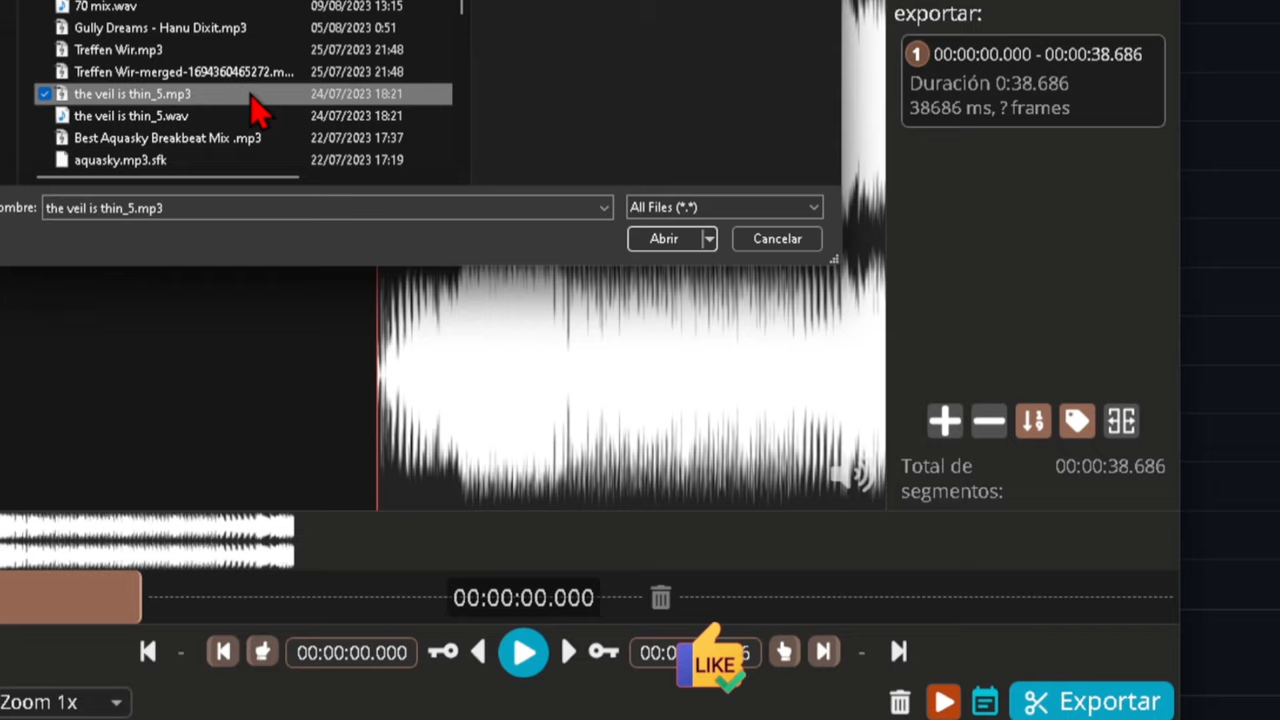 70 mix.wav 09/08/2023 13:15
Gully Dreams - Hanu Dixit.mp3 05/08/2023 0:51
Treffen Wir.mp3 25/07/2023 21:48
Treffen Wir-merged-1694360465272.m... 25/07/2023 21:48
the veil is thin_5.mp3 24/07/2023 18:21
the veil is thin_5.wav 24/07/2023 18:21
Best Aquasky Breakbeat Mix .mp3 22/07/2023 17:37
aquasky.mp3.sfk 22/07/2023 17:19
ombre: the veil is thin_5.mp3 All Files (*.*)
Abrir Cancelar
exportar:
1 00:00:00.000 - 00:00:38.686
Duración 0:38.686
38686 ms, ? frames
Total de 00:00:38.686
segmentos:
00:00:00.000
00:00:00.000 00:0 6
LIKE
Zoom 1x Exportar